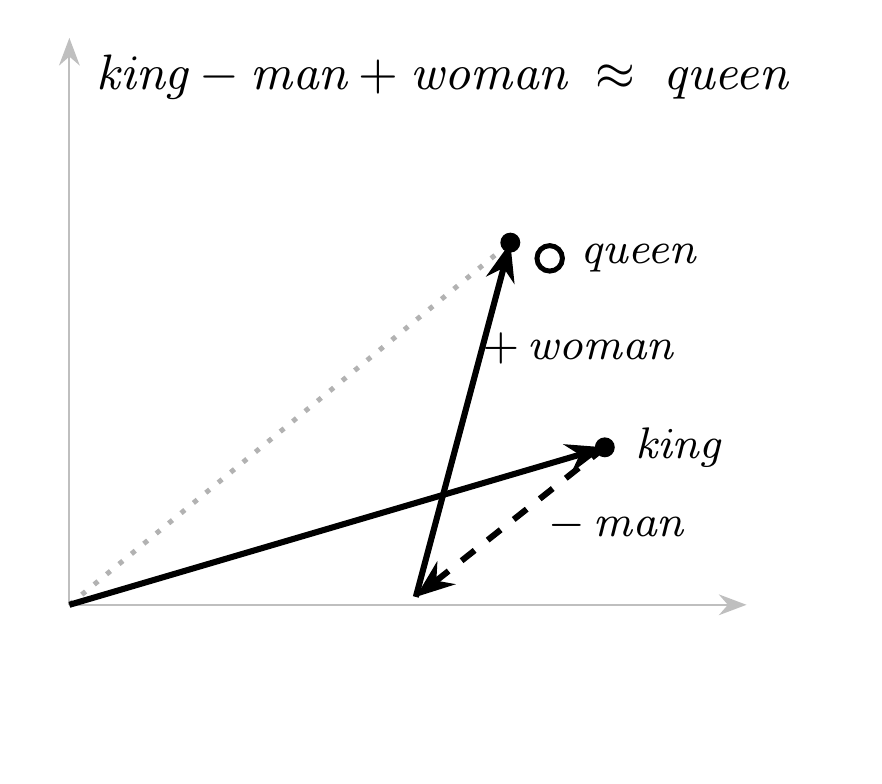 king − man + woman ≈ queen
queen
+ woman
king
− man